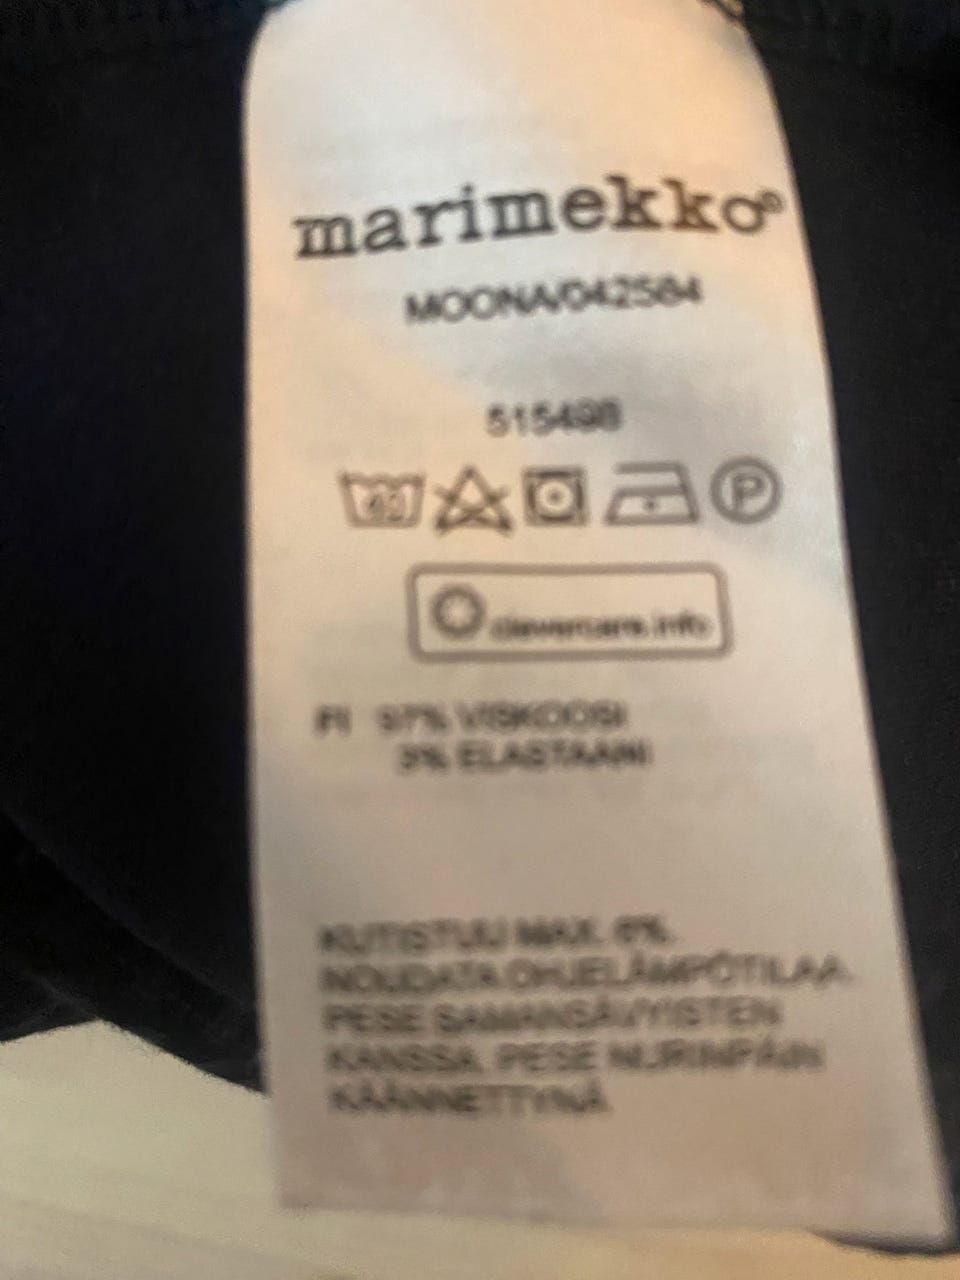 marimekko®
MOONA/042584
515498
40
P
clevercare.info
FI 97% VISKOOSI
3% ELASTAANI
KUTISTUU MAX. 6%.
NOUDATA OHJELÄMPÖTILAA.
PESE SAMANSÄVYISTEN
KANSSA. PESE NURINPÄIN
KÄÄNNETTYNÄ